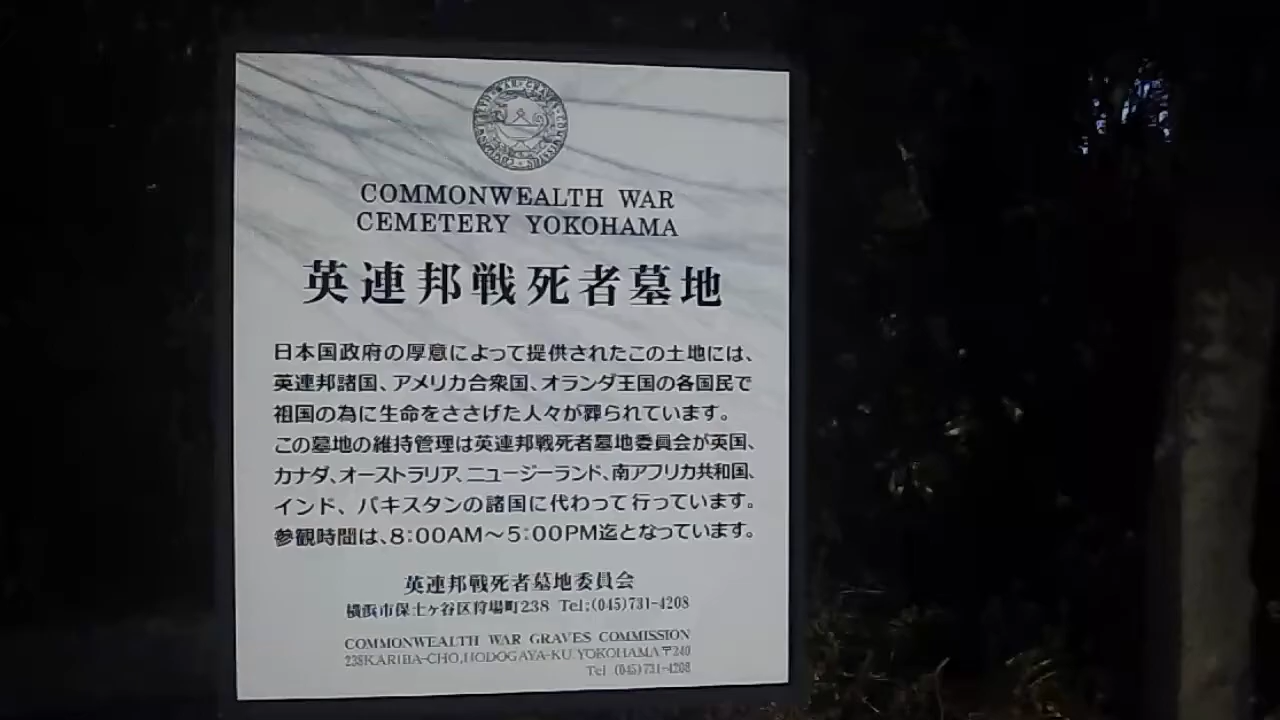 COMMONWEALTH WAR
CEMETERY YOKOHAMA
英連邦戦死者墓地
日本国政府の厚意によって提供されたこの土地には、
英連邦諸国、アメリカ合衆国、オランダ王国の各国民で
祖国の為に生命をささげた人々が葬られています。
この墓地の維持管理は英連邦戦死者墓地委員会が英国、
カナダ、オーストラリア、ニュージーランド、南アフリカ共和国、
インド、パキスタンの諸国に代わって行っています。
参観時間は、8:00AM〜5:00PM迄となっています。
英連邦戦死者墓地委員会
横浜市保土ヶ谷区狩場町238 Tel:(045)731-4208
COMMONWEALTH WAR GRAVES COMMISSION
238KARIBA-CHO,HODOGAYA-KU.YOKOHAMA〒240
Tel (045)731-4208